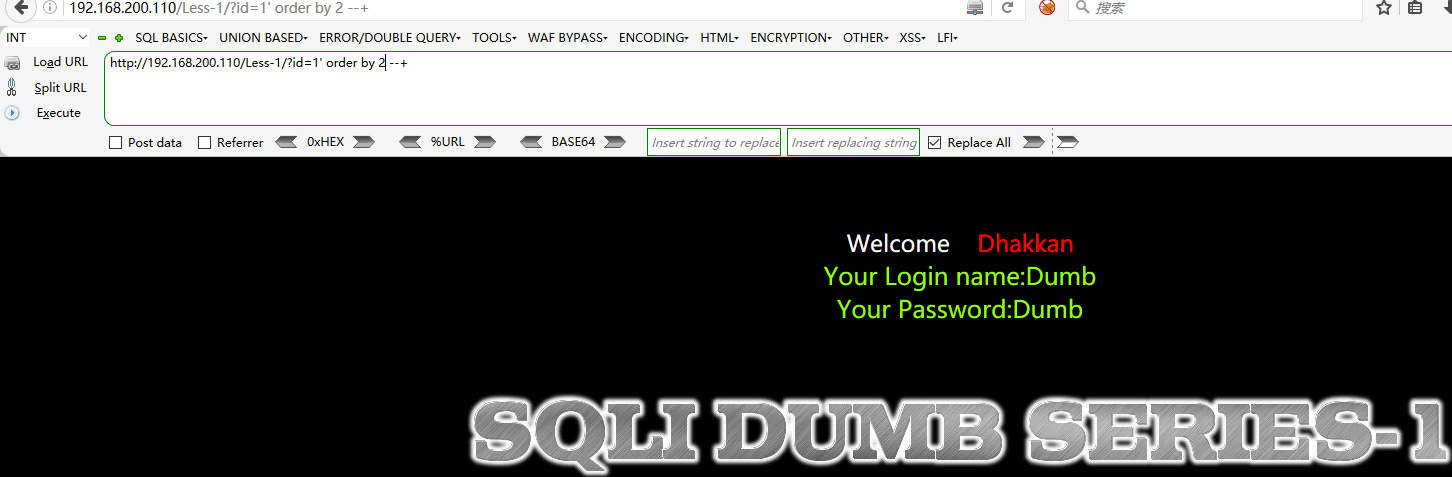 192.168.200.110/Less-1/?id=1' order by 2 --+ 搜索
INT SQL BASICS UNION BASED ERROR/DOUBLE QUERY TOOLS WAF BYPASS ENCODING HTML ENCRYPTION OTHER XSS LFI
Load URL http://192.168.200.110/Less-1/?id=1' order by 2 --+
Split URL
Execute
Post data Referrer 0xHEX %URL BASE64 Insert string to replace Insert replacing string Replace All
Welcome Dhakkan
Your Login name:Dumb
Your Password:Dumb
SQLI DUMB SERIES-1